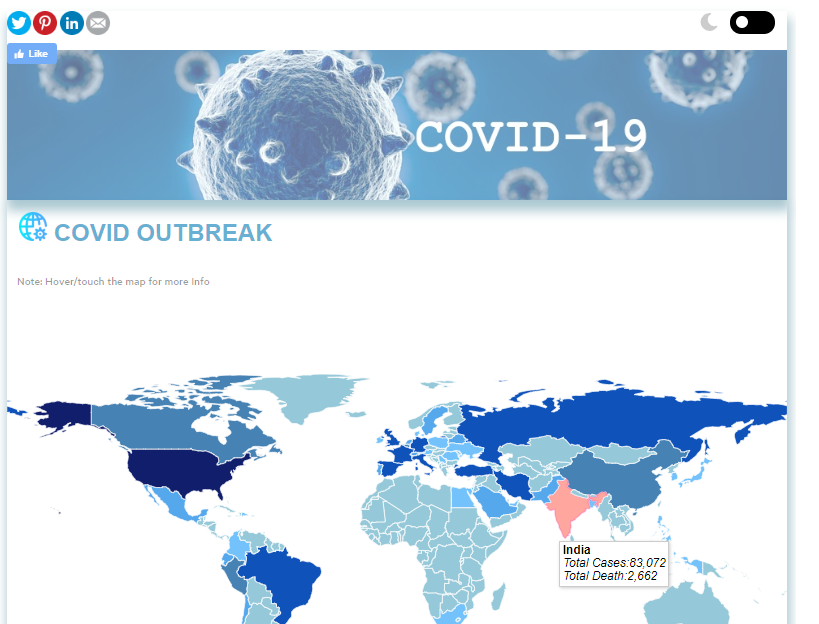 Like
COVID-19
COVID OUTBREAK
Note: Hover/touch the map for more Info
India
Total Cases:83,072
Total Death:2,662